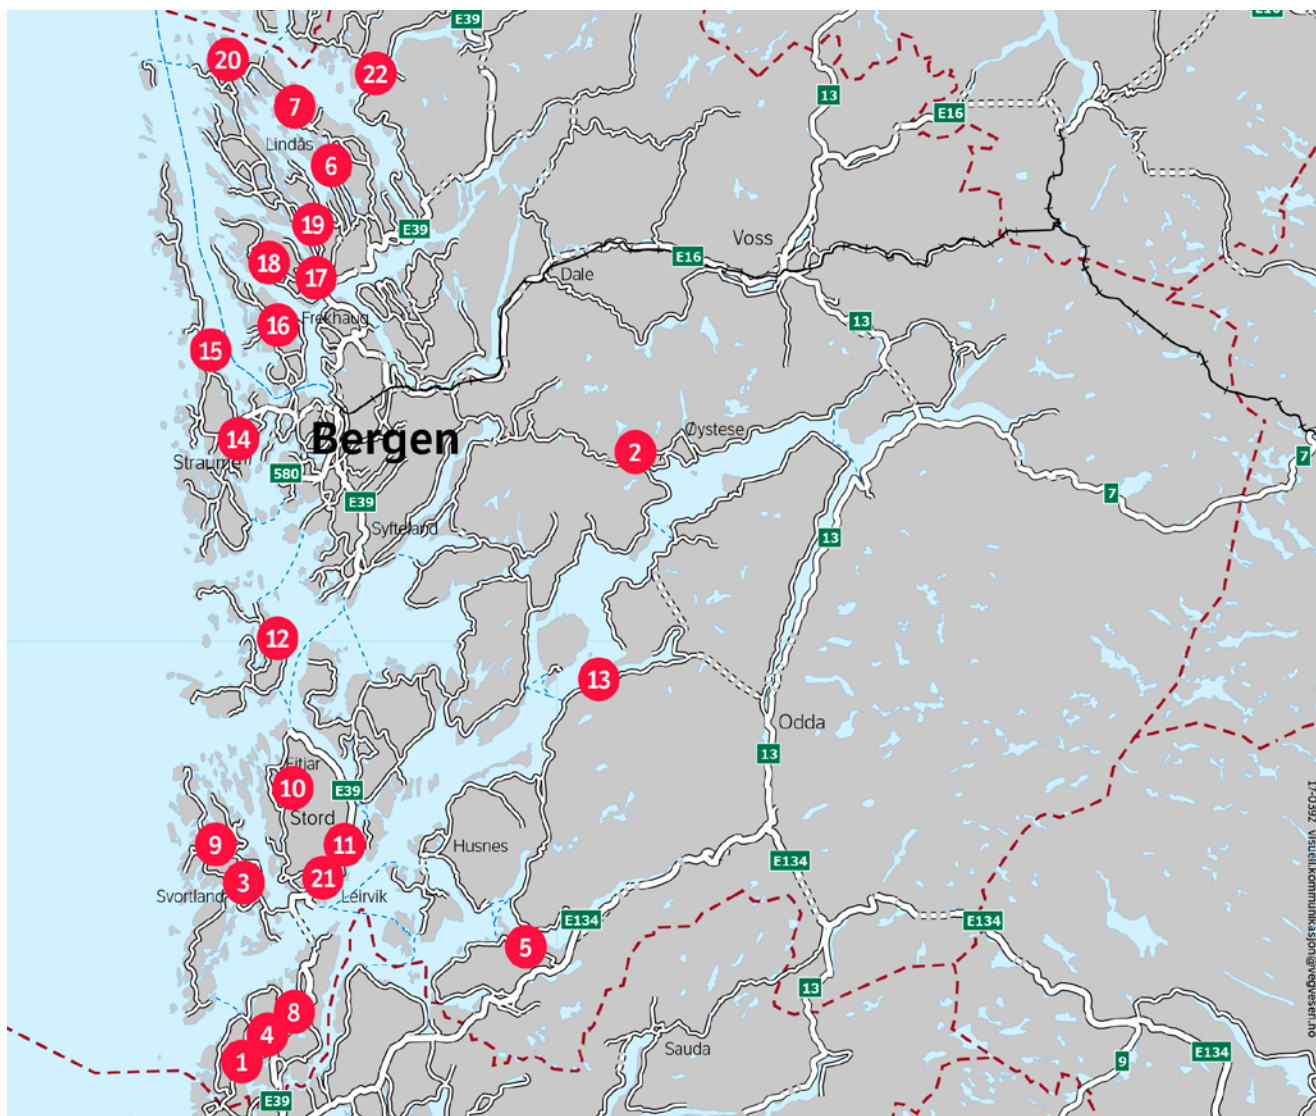 E39
E16
20
22
13
7
E16
Lindås
6
19
E39
Voss
E16
18
17
Dale
16
Frekhaug
13
15
Bergen
Øystese
14
2
Straume
7
580
7
E39
Syfteland
13
12
13
Odda
13
Fitjar
10
E39
Stord
9
11
Husnes
E134
3
21
Svortland
Leirvik
E134
E134
5
13
8
4
Sauda
1
9
E134
E39
17-0392 visuell.kommunikasjon@vegvesen.no